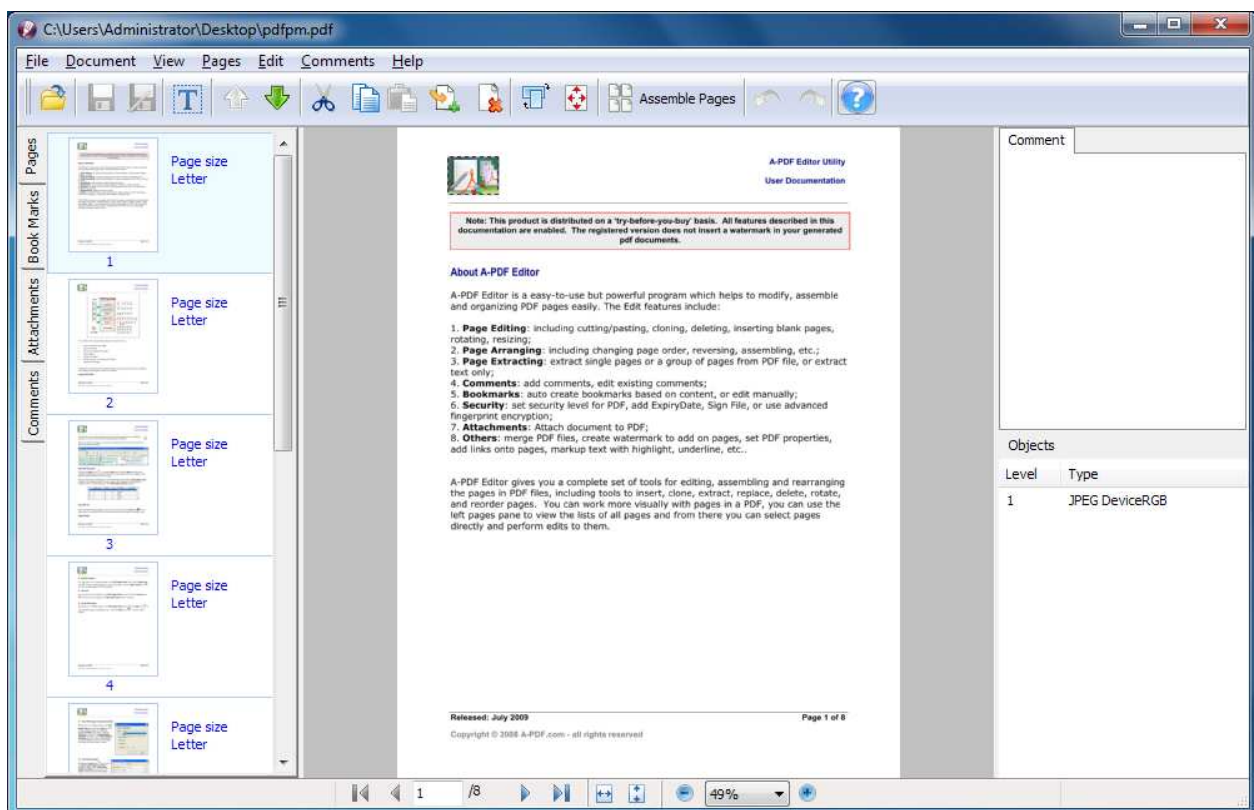 C:\Users\Administrator\Desktop\pdfpm.pdf
File Document View Pages Edit Comments Help
T Assemble Pages ?
Pages
Book Marks
Attachments
Comments
Page size
Letter
1
Page size
Letter
2
Page size
Letter
3
Page size
Letter
4
Page size
Letter
A-PDF Editor Utility
User Documentation
Note: This product is distributed on a 'try-before-you-buy' basis. All features described in this
documentation are enabled. The registered version does not insert a watermark in your generated
pdf documents.
About A-PDF Editor
A-PDF Editor is a easy-to-use but powerful program which helps to modify, assemble
and organizing PDF pages easily. The Edit features include:
1. Page Editing: including cutting/pasting, cloning, deleting, inserting blank pages,
rotating, resizing;
2. Page Arranging: including changing page order, reversing, assembling, etc.;
3. Page Extracting: extract single pages or a group of pages from PDF file, or extract
text only;
4. Comments: add comments, edit existing comments;
5. Bookmarks: auto create bookmarks based on content, or edit manually;
6. Security: set security level for PDF, add ExpiryDate, Sign File, or use advanced
fingerprint encryption;
7. Attachments: Attach document to PDF;
8. Others: merge PDF files, create watermark to add on pages, set PDF properties,
add links onto pages, markup text with highlight, underline, etc..
A-PDF Editor gives you a complete set of tools for editing, assembling and rearranging
the pages in PDF files, including tools to insert, clone, extract, replace, delete, rotate,
and reorder pages. You can work more visually with pages in a PDF, you can use the
left pages pane to view the lists of all pages and from there you can select pages
directly and perform edits to them.
Released: July 2009 Page 1 of 8
Copyright © 2008 A-PDF.com - all rights reserved
Comment
Objects
Level Type
1 JPEG DeviceRGB
1 /8 49%